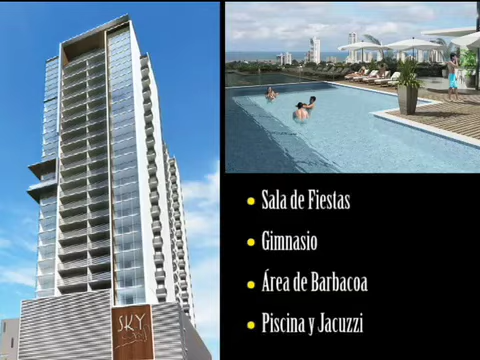 SKY
Sala de Fiestas
Gimnasio
Área de Barbacoa
Piscina y Jacuzzi